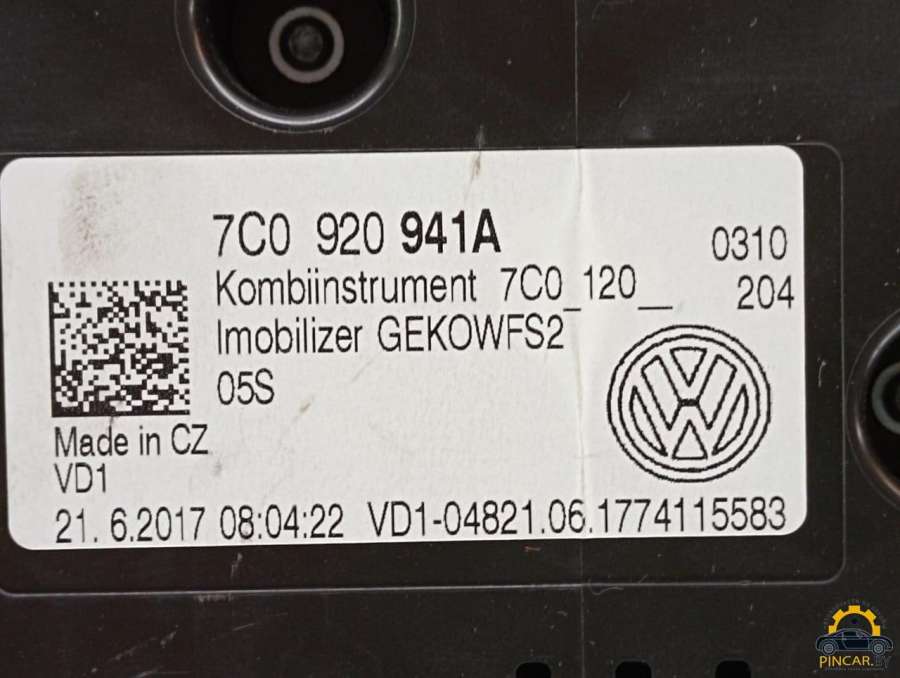 7C0 920 941A
0310
Kombiinstrument 7C0_120__
204
Imobilizer GEKOWFS2
05S
Made in CZ
VD1
21. 6.2017 08:04:22 VD1-04821.06.1774115583
PINCAR.BY